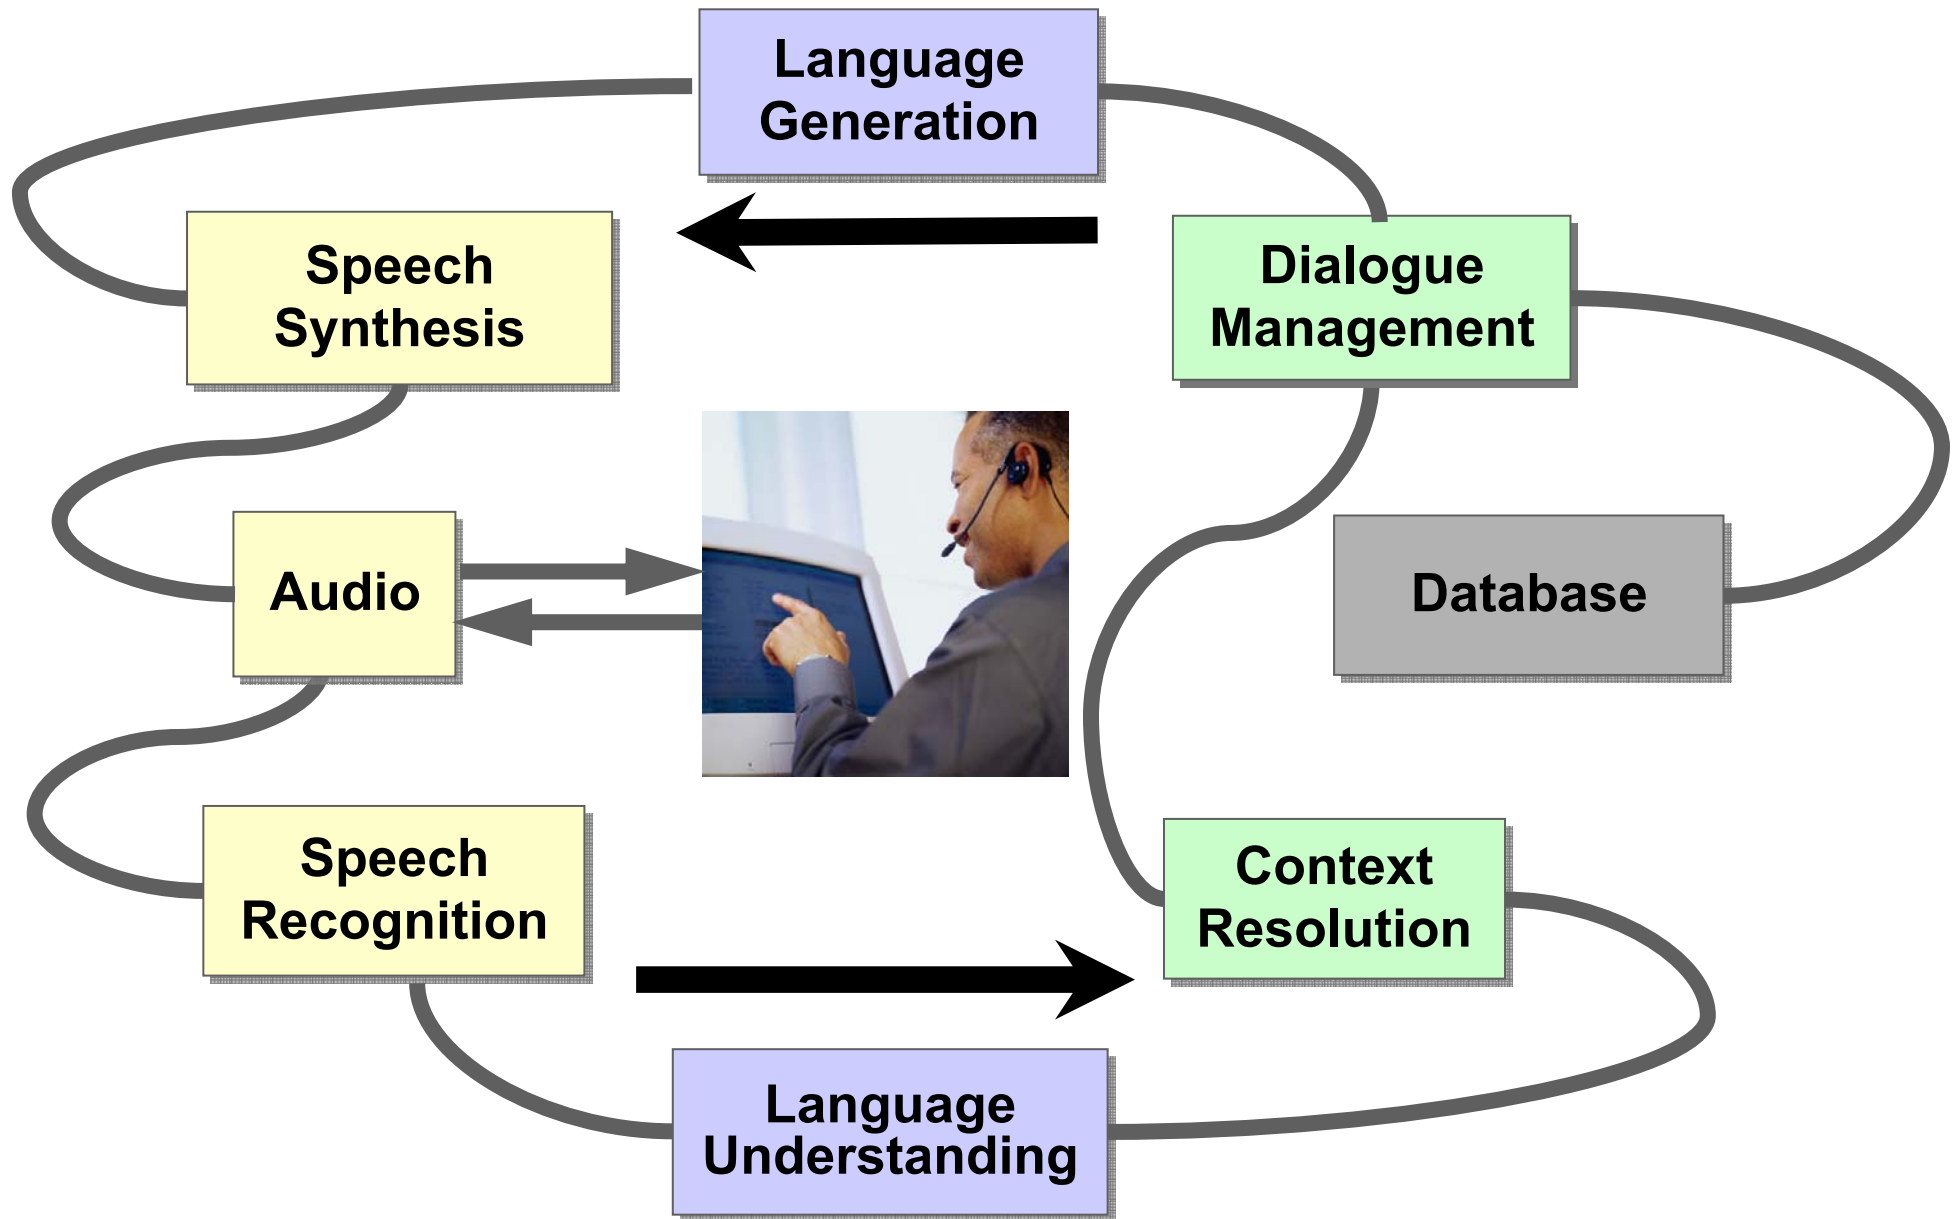 Language
Generation
Speech
Synthesis
Dialogue
Management
Audio
Database
Speech
Recognition
Context
Resolution
Language
Understanding